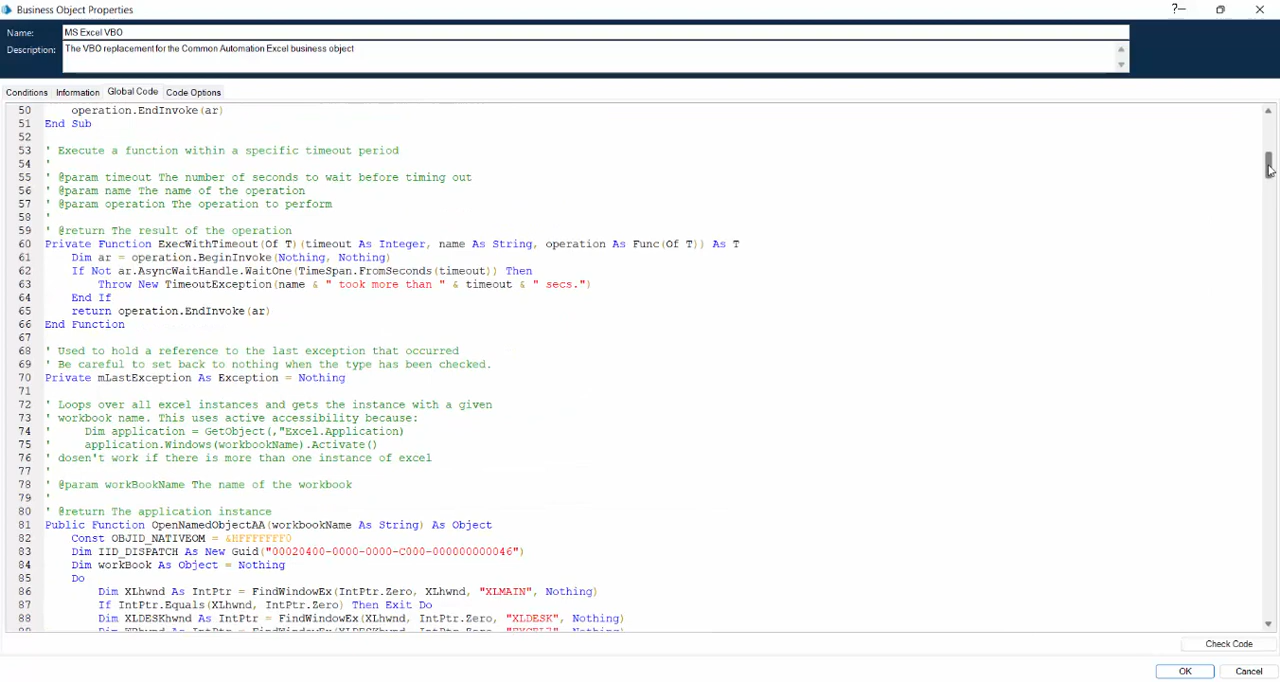 Business Object Properties
?
Name: MS Excel VBO
Description: The VBO replacement for the Common Automation Excel business object
Conditions Information Global Code Code Options
50 operation.EndInvoke(ar)
51 End Sub
52
53 ' Execute a function within a specific timeout period
54 '
55 ' @param timeout The number of seconds to wait before timing out
56 ' @param name The name of the operation
57 ' @param operation The operation to perform
58 '
59 ' @return The result of the operation
60 Private Function ExecWithTimeout(Of T)(timeout As Integer, name As String, operation As Func(Of T)) As T
61 Dim ar = operation.BeginInvoke(Nothing, Nothing)
62 If Not ar.AsyncWaitHandle.WaitOne(TimeSpan.FromSeconds(timeout)) Then
63 Throw New TimeoutException(name & " took more than " & timeout & " secs.")
64 End If
65 return operation.EndInvoke(ar)
66 End Function
67
68 ' Used to hold a reference to the last exception that occurred
69 ' Be careful to set back to nothing when the type has been checked.
70 Private mLastException As Exception = Nothing
71
72 ' Loops over all excel instances and gets the instance with a given
73 ' workbook name. This uses active accessibility because:
74 ' Dim application = GetObject(,"Excel.Application)
75 ' application.Windows(workbookName).Activate()
76 ' dosen't work if there is more than one instance of excel
77 '
78 ' @param workBookName The name of the workbook
79 '
80 ' @return The application instance
81 Public Function OpenNamedObjectAA(workbookName As String) As Object
82 Const OBJID_NATIVEOM = &HFFFFFFF0
83 Dim IID_DISPATCH As New Guid("00020400-0000-0000-C000-000000000046")
84 Dim workBook As Object = Nothing
85 Do
86 Dim XLhwnd As IntPtr = FindWindowEx(IntPtr.Zero, XLhwnd, "XLMAIN", Nothing)
87 If IntPtr.Equals(XLhwnd, IntPtr.Zero) Then Exit Do
88 Dim XLDESKhwnd As IntPtr = FindWindowEx(XLhwnd, IntPtr.Zero, "XLDESK", Nothing)
Check Code
OK Cancel